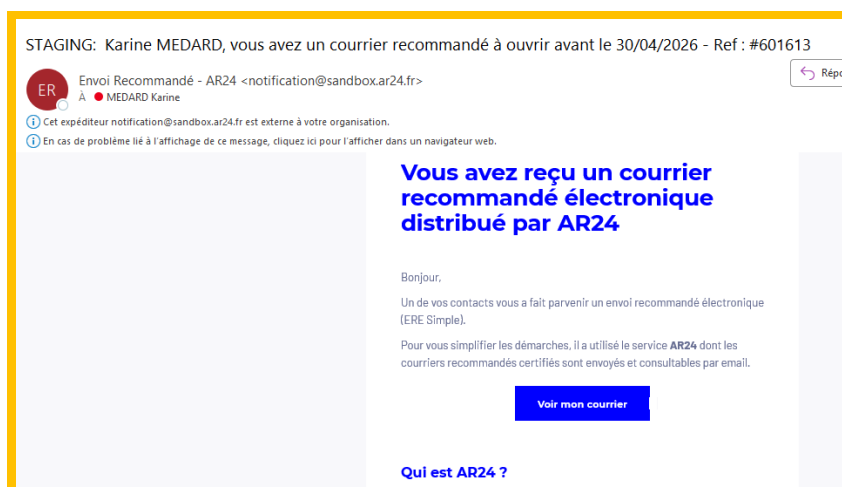 STAGING: Karine MEDARD, vous avez un courrier recommandé à ouvrir avant le 30/04/2026 - Ref : #601613
ER
Envoi Recommandé - AR24 <notification@sandbox.ar24.fr>
À MEDARD Karine
Répo
Cet expéditeur notification@sandbox.ar24.fr est externe à votre organisation.
En cas de problème lié à l'affichage de ce message, cliquez ici pour l'afficher dans un navigateur web.
Vous avez reçu un courrier
recommandé électronique
distribué par AR24
Bonjour,
Un de vos contacts vous a fait parvenir un envoi recommandé électronique
(ERE Simple).
Pour vous simplifier les démarches, il a utilisé le service AR24 dont les
courriers recommandés certifiés sont envoyés et consultables par email.
Voir mon courrier
Qui est AR24 ?